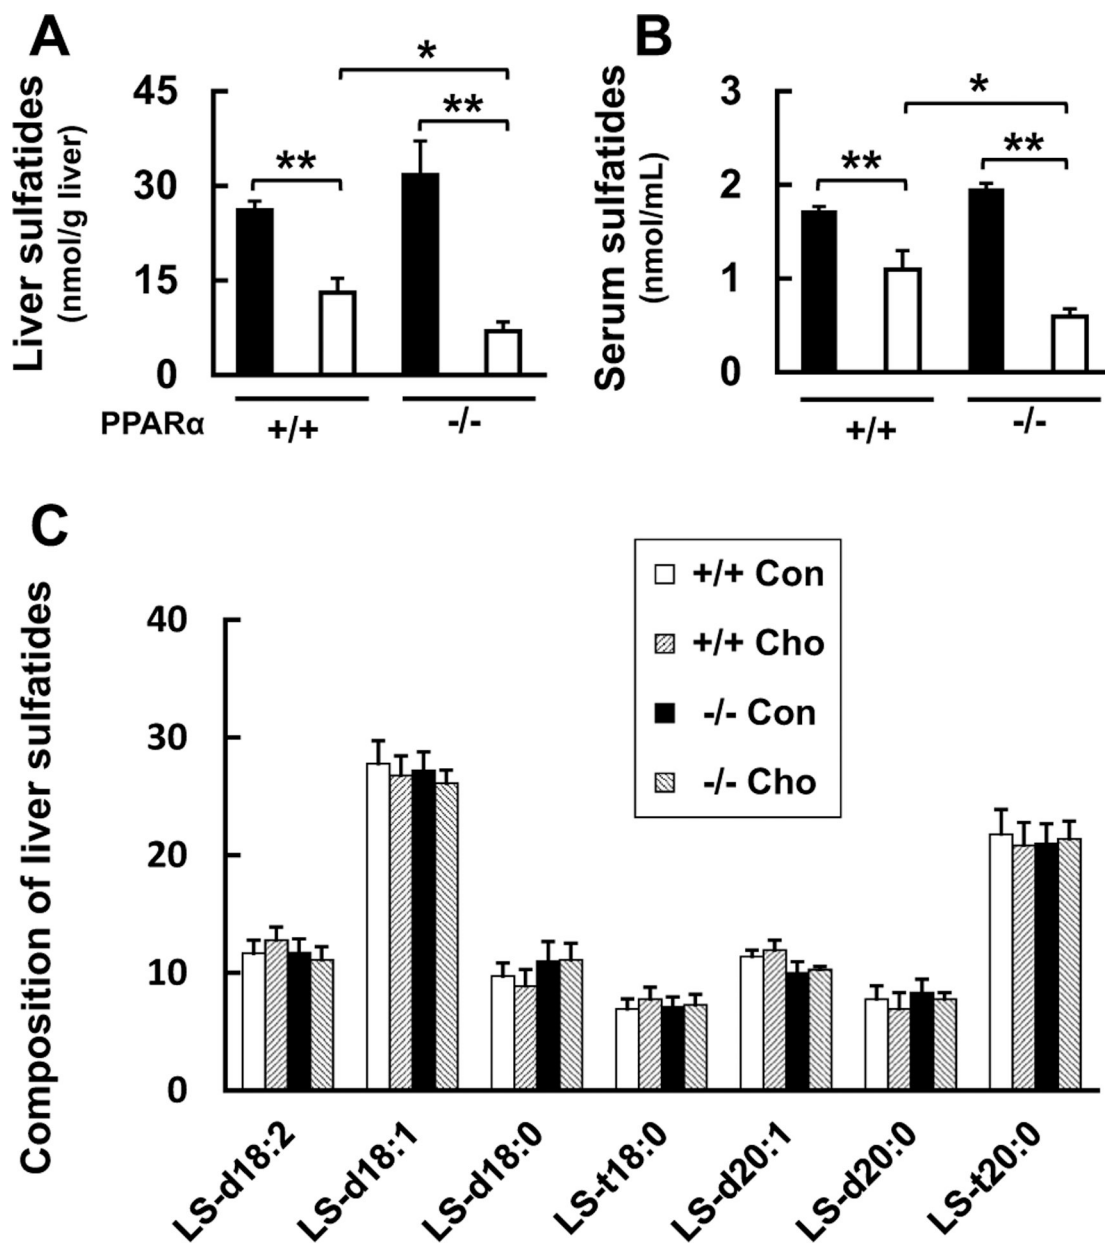 A
Liver sulfatides
(nmol/g liver)
45
30
15
0
*
**
**
PPARα
+/+
-/-
B
Serum sulfatides
(nmol/mL)
3
2
1
0
*
**
**
+/+
-/-
C
Composition of liver sulfatides
40
30
20
10
0
+/+ Con
+/+ Cho
-/- Con
-/- Cho
LS-d18:2
LS-d18:1
LS-d18:0
LS-t18:0
LS-d20:1
LS-d20:0
LS-t20:0